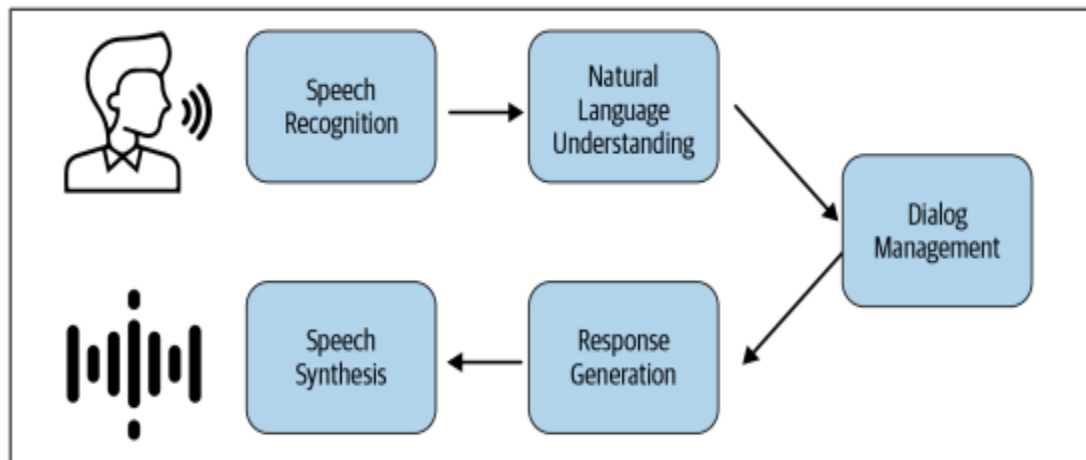 Speech
Recognition
Natural
Language
Understanding
Dialog
Management
Response
Generation
Speech
Synthesis